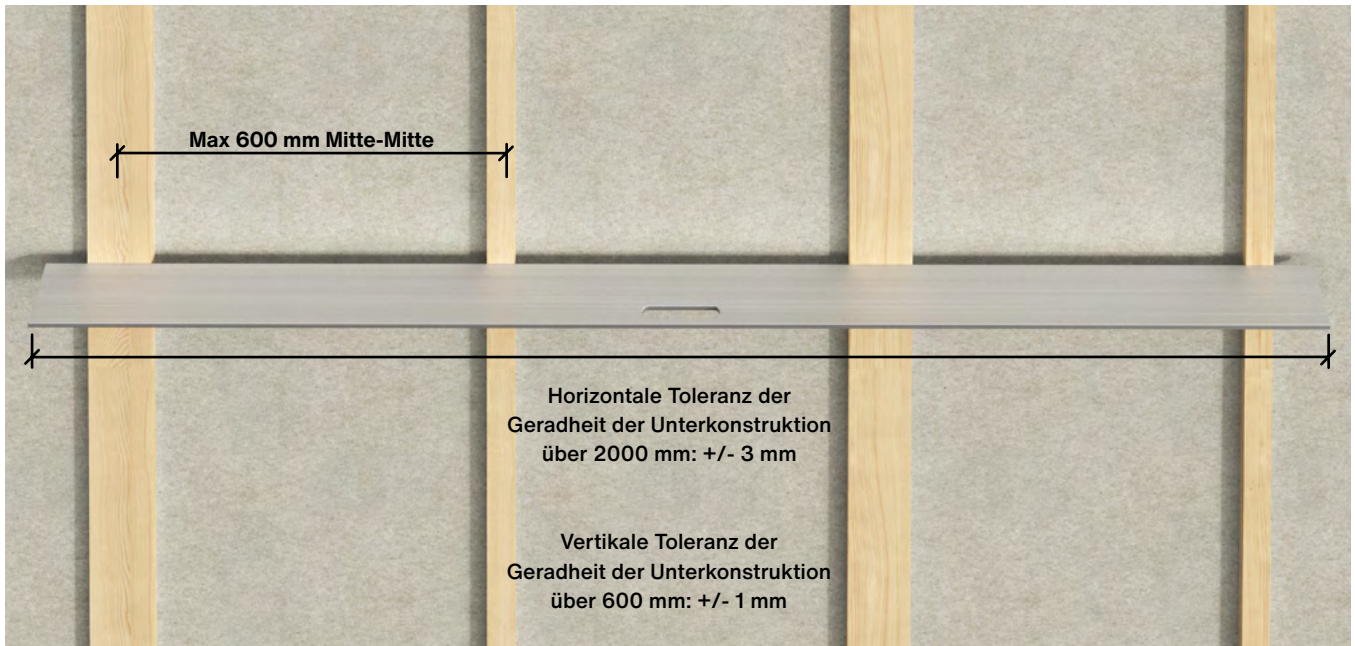 Max 600 mm Mitte-Mitte
Horizontale Toleranz der
Geradheit der Unterkonstruktion
über 2000 mm: +/- 3 mm
Vertikale Toleranz der
Geradheit der Unterkonstruktion
über 600 mm: +/- 1 mm